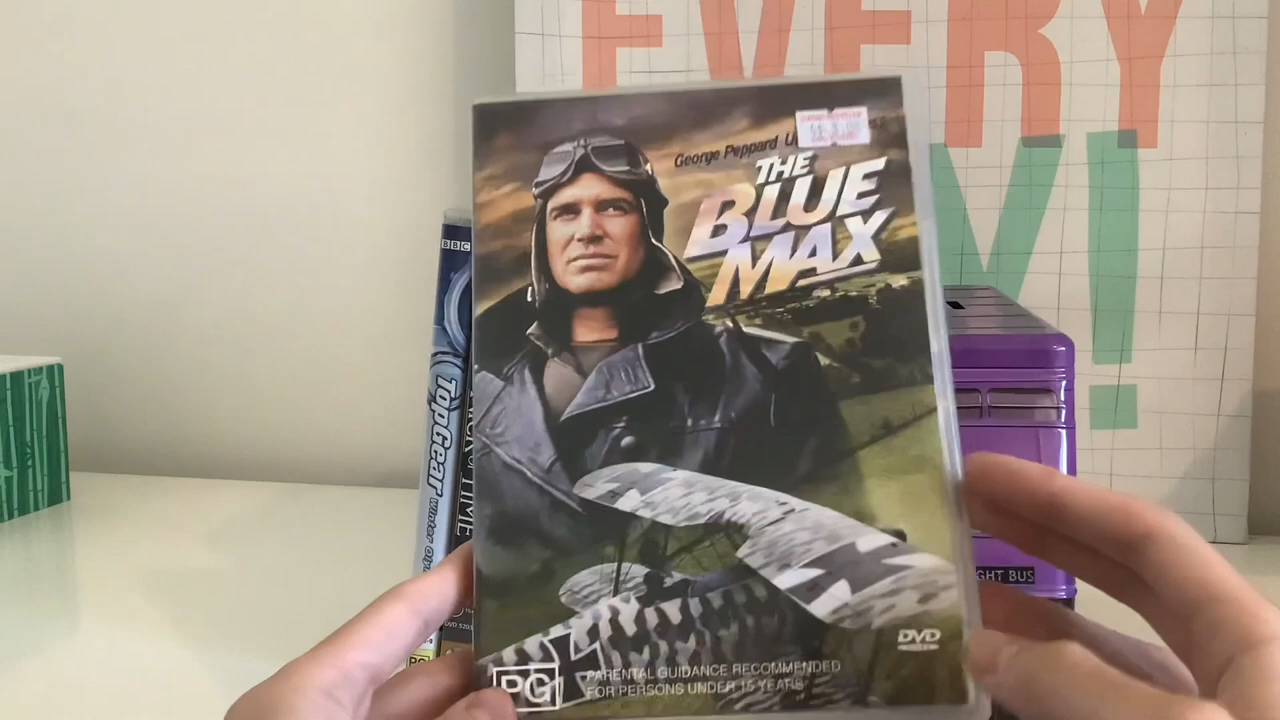 EVERY
!
George Peppard
THE
BLUE
MAX
BBC
TopGear Winter
TIME
GHT BUS
DVD
PG
PARENTAL GUIDANCE RECOMMENDED
FOR PERSONS UNDER 15 YEARS